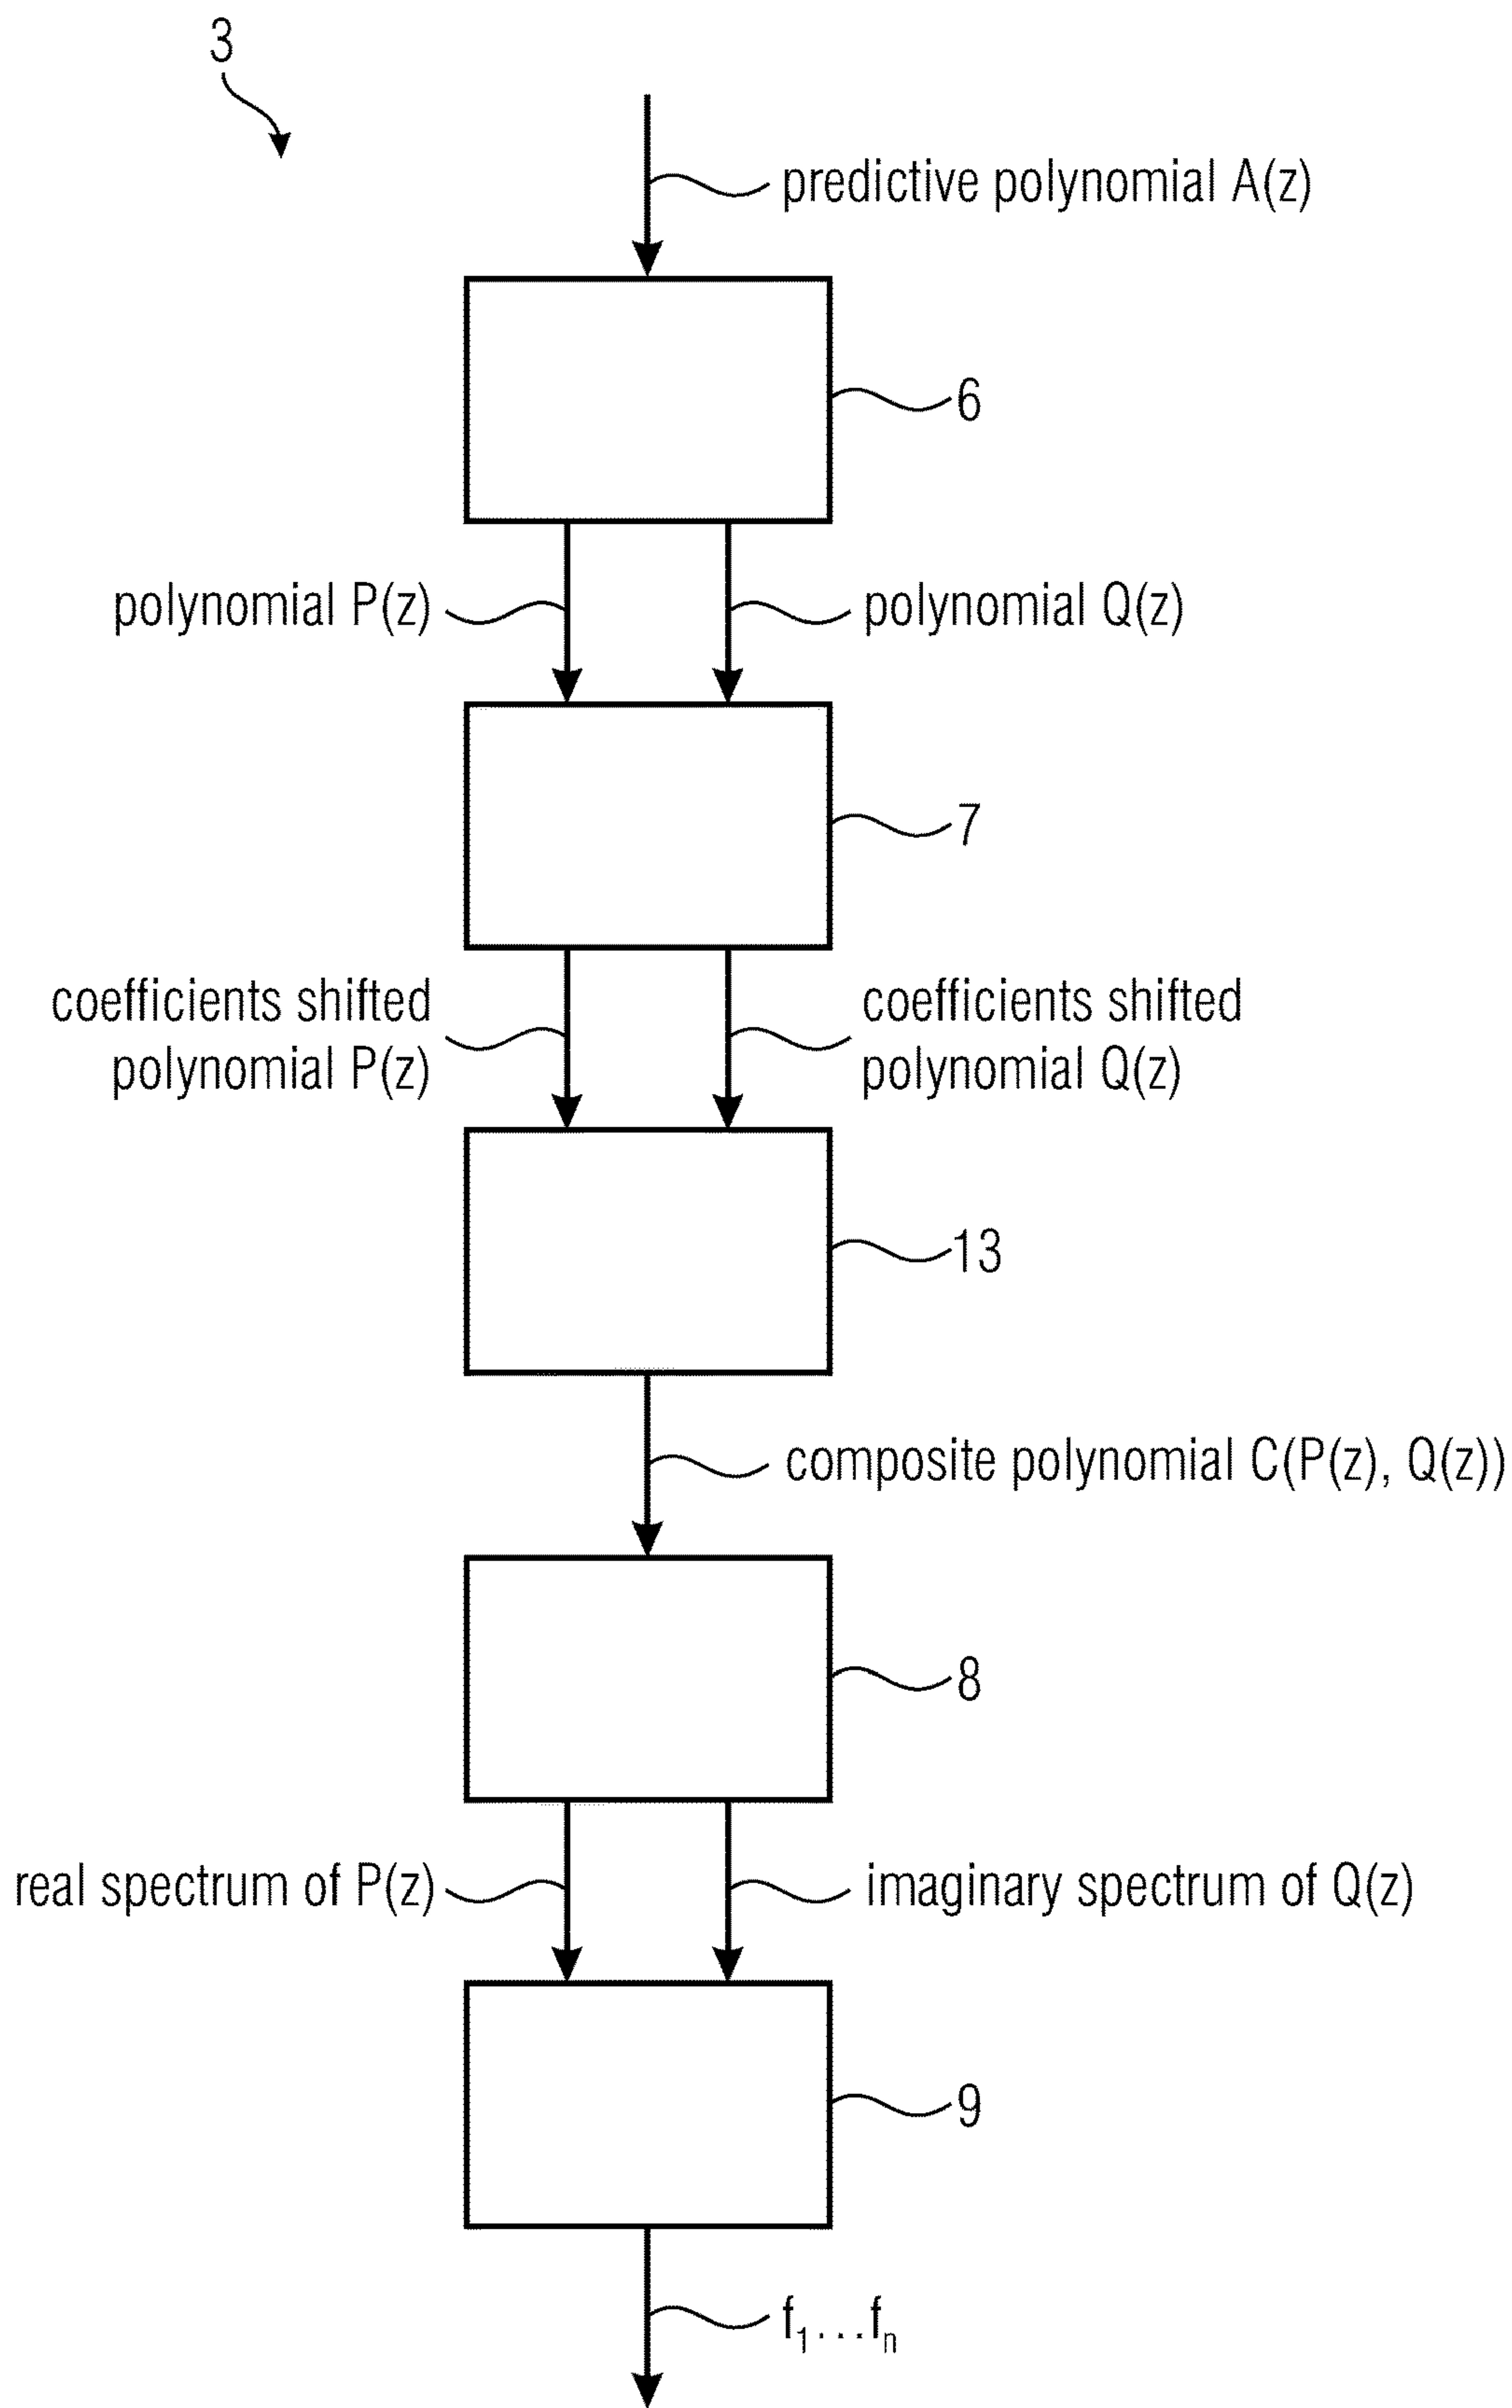 3
predictive polynomial A(z)
6
polynomial P(z)
polynomial Q(z)
7
coefficients shifted
polynomial P(z)
coefficients shifted
polynomial Q(z)
13
composite polynomial C(P(z), Q(z))
8
real spectrum of P(z)
imaginary spectrum of Q(z)
9
f1...fn